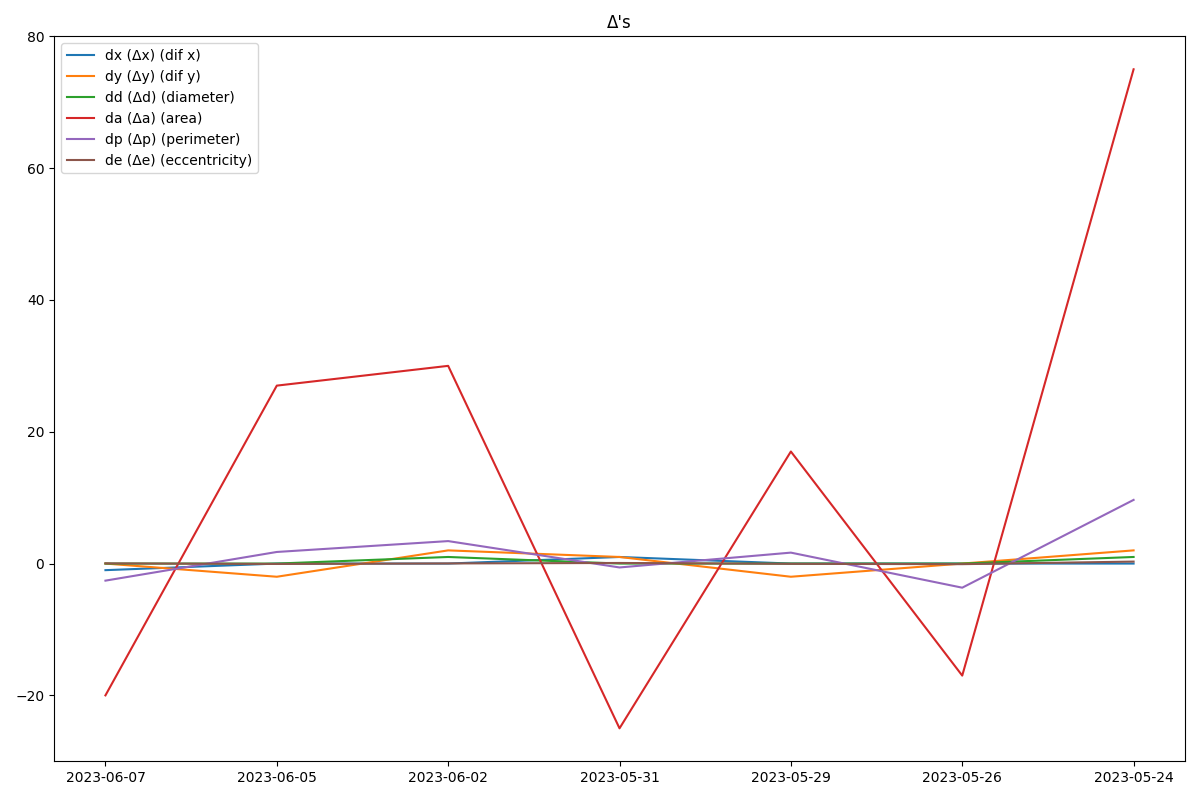 Δ's
dx (Δx) (dif x)
dy (Δy) (dif y)
dd (Δd) (diameter)
da (Δa) (area)
dp (Δp) (perimeter)
de (Δe) (eccentricity)
80
60
40
20
0
−20
2023-06-07 2023-06-05 2023-06-02 2023-05-31 2023-05-29 2023-05-26 2023-05-24